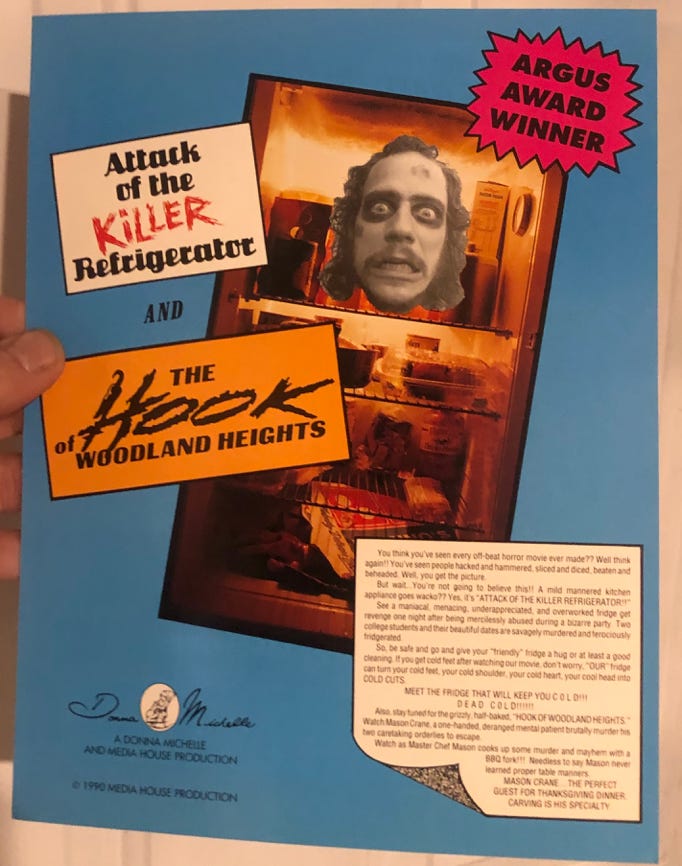 ARGUS
AWARD
WINNER
Attack
of the
KILLER
Refrigerator
AND
THE
HOOK
of WOODLAND HEIGHTS
You think you've seen every off-beat horror movie ever made?? Well think
again!! You've seen people hacked and hammered, sliced and diced, beaten and
beheaded. Well, you get the picture.
But wait...You're not going to believe this!! A mild mannered kitchen
appliance goes wacko?? Yes, it's "ATTACK OF THE KILLER REFRIGERATOR!!"
See a maniacal, menacing, underappreciated, and overworked fridge get
revenge one night after being mercilessly abused during a bizarre party. Two
college students and their beautiful dates are savagely murdered and ferociously
fridgerated.
So, be safe and go and give your "friendly" fridge a hug or at least a good
cleaning. If you get cold feet after watching our movie, don't worry, "OUR" fridge
can turn your cold feet, your cold shoulder, your cold heart, your cool head into
COLD CUTS.
MEET THE FRIDGE THAT WILL KEEP YOU C O L D!!!
D E A D C O L D!!!!!!
Also, stay tuned for the grizzly, half-baked, "HOOK OF WOODLAND HEIGHTS."
Watch Mason Crane, a one-handed, deranged mental patient brutally murder his
two caretaking orderlies to escape.
Watch as Master Chef Mason cooks up some murder and mayhem with a
BBQ fork!!! Needless to say Mason never
learned proper table manners.
MASON CRANE...THE PERFECT
GUEST FOR THANKSGIVING DINNER.
CARVING IS HIS SPECIALTY.
Donna Michelle
A DONNA MICHELLE
AND MEDIA HOUSE PRODUCTION
© 1990 MEDIA HOUSE PRODUCTION